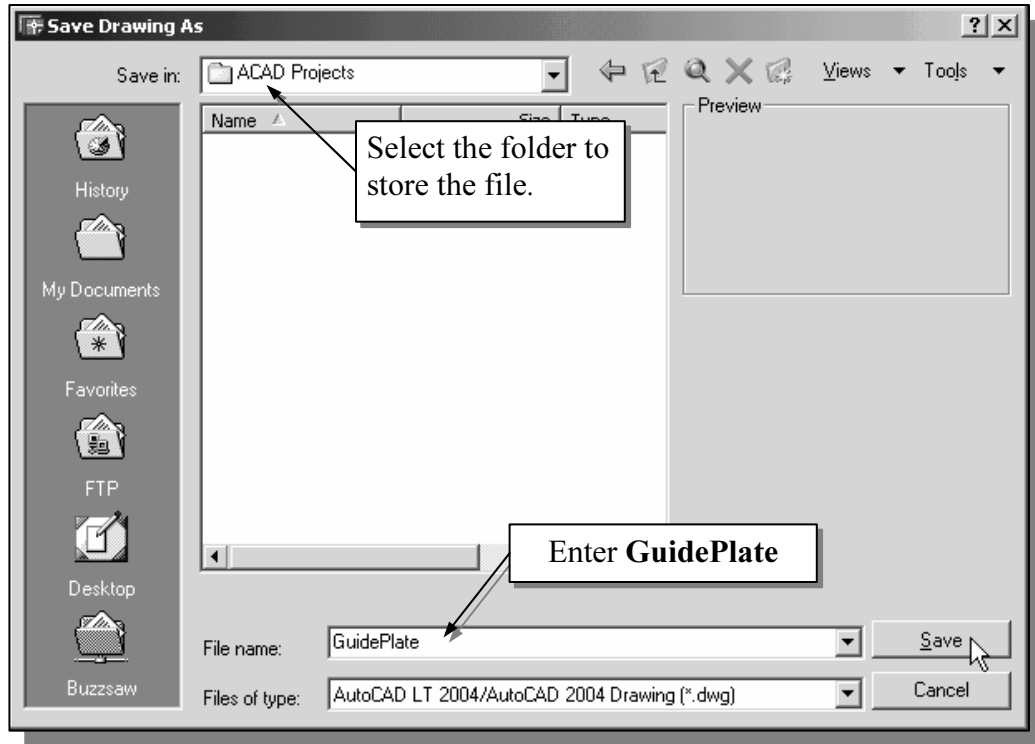 Save Drawing As
Save in: ACAD Projects
Views Tools
Name Size Type
Preview
Select the folder to
store the file.
History
My Documents
Favorites
FTP
Desktop
Buzzsaw
Enter GuidePlate
File name: GuidePlate
Save
Files of type: AutoCAD LT 2004/AutoCAD 2004 Drawing (*.dwg)
Cancel